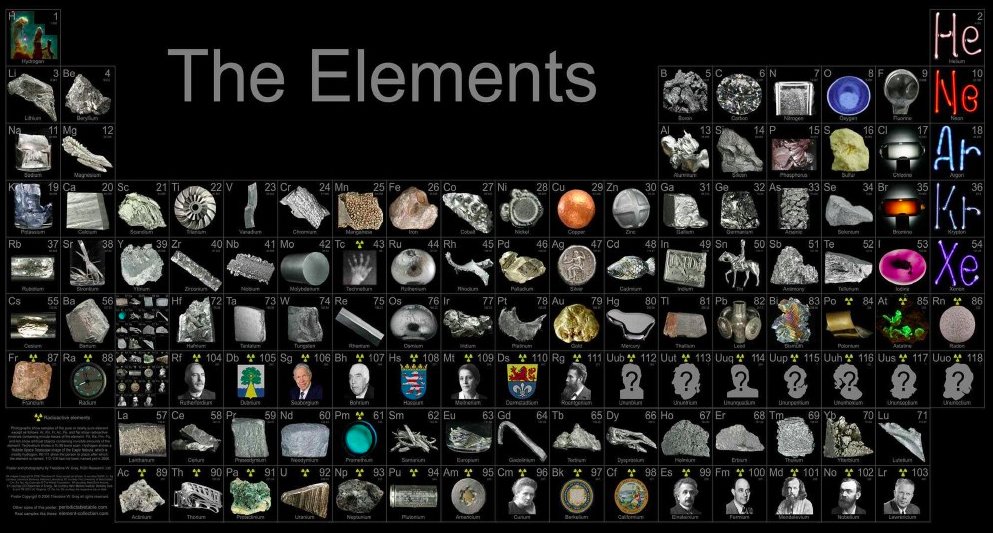 The Elements
H 1
Hydrogen
He 2
Helium
Li 3
Lithium
Be 4
Beryllium
B 5
Boron
C 6
Carbon
N 7
Nitrogen
O 8
Oxygen
F 9
Fluorine
Ne 10
Neon
Na 11
Sodium
Mg 12
Magnesium
Al 13
Aluminum
Si 14
Silicon
P 15
Phosphorus
S 16
Sulfur
Cl 17
Chlorine
Ar 18
Argon
K 19
Potassium
Ca 20
Calcium
Sc 21
Scandium
Ti 22
Titanium
V 23
Vanadium
Cr 24
Chromium
Mn 25
Manganese
Fe 26
Iron
Co 27
Cobalt
Ni 28
Nickel
Cu 29
Copper
Zn 30
Zinc
Ga 31
Gallium
Ge 32
Germanium
As 33
Arsenic
Se 34
Selenium
Br 35
Bromine
Kr 36
Krypton
Rb 37
Rubidium
Sr 38
Strontium
Y 39
Yttrium
Zr 40
Zirconium
Nb 41
Niobium
Mo 42
Molybdenum
Tc 43
Technetium
Ru 44
Ruthenium
Rh 45
Rhodium
Pd 46
Palladium
Ag 47
Silver
Cd 48
Cadmium
In 49
Indium
Sn 50
Tin
Sb 51
Antimony
Te 52
Tellurium
I 53
Iodine
Xe 54
Xenon
Cs 55
Cesium
Ba 56
Barium
Hf 72
Hafnium
Ta 73
Tantalum
W 74
Tungsten
Re 75
Rhenium
Os 76
Osmium
Ir 77
Iridium
Pt 78
Platinum
Au 79
Gold
Hg 80
Mercury
Tl 81
Thallium
Pb 82
Lead
Bi 83
Bismuth
Po 84
Polonium
At 85
Astatine
Rn 86
Radon
Fr 87
Francium
Ra 88
Radium
Rf 104
Rutherfordium
Db 105
Dubnium
Sg 106
Seaborgium
Bh 107
Bohrium
Hs 108
Hassium
Mt 109
Meitnerium
Ds 110
Darmstadtium
Rg 111
Roentgenium
Uub 112
Ununbium
Uut 113
Ununtrium
Uuq 114
Ununquadium
Uup 115
Ununpentium
Uuh 116
Ununhexium
Uus 117
Ununseptium
Uuo 118
Ununoctium
La 57
Lanthanum
Ce 58
Cerium
Pr 59
Praseodymium
Nd 60
Neodymium
Pm 61
Promethium
Sm 62
Samarium
Eu 63
Europium
Gd 64
Gadolinium
Tb 65
Terbium
Dy 66
Dysprosium
Ho 67
Holmium
Er 68
Erbium
Tm 69
Thulium
Yb 70
Ytterbium
Lu 71
Lutetium
Ac 89
Actinium
Th 90
Thorium
Pa 91
Protactinium
U 92
Uranium
Np 93
Neptunium
Pu 94
Plutonium
Am 95
Americium
Cm 96
Curium
Bk 97
Berkelium
Cf 98
Californium
Es 99
Einsteinium
Fm 100
Fermium
Md 101
Mendelevium
No 102
Nobelium
Lr 103
Lawrencium
Radioactive elements
periodictabletable.com
element-collection.com